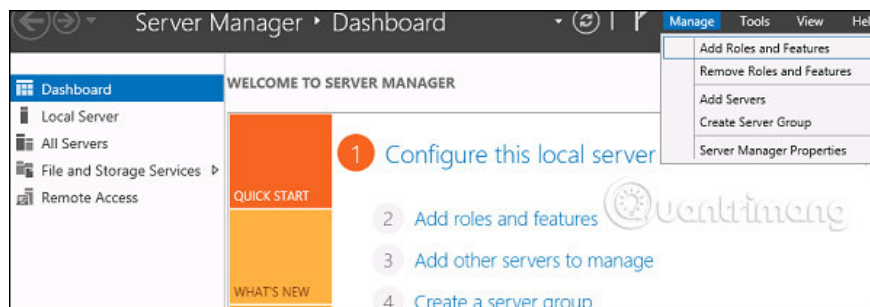 Server Manager ‣ Dashboard
Manage Tools View
Add Roles and Features
Remove Roles and Features
Add Servers
Create Server Group
Server Manager Properties
Dashboard
Local Server
All Servers
File and Storage Services
Remote Access
WELCOME TO SERVER MANAGER
QUICK START
WHAT'S NEW
1 Configure this local server
2 Add roles and features
3 Add other servers to manage
4 Create a server group
Quantrimang